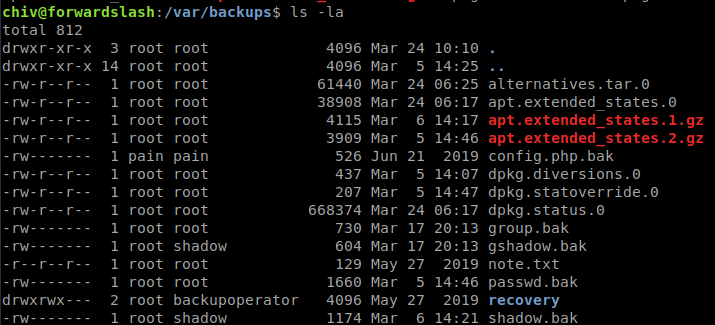 chiv@forwardslash:/var/backups$ ls -la
total 812
drwxr-xr-x  3 root root             4096 Mar 24 10:10 .
drwxr-xr-x 14 root root             4096 Mar  5 14:25 ..
-rw-r--r--  1 root root            61440 Mar 24 06:25 alternatives.tar.0
-rw-r--r--  1 root root            38908 Mar 24 06:17 apt.extended_states.0
-rw-r--r--  1 root root             4115 Mar  6 14:17 apt.extended_states.1.gz
-rw-r--r--  1 root root             3909 Mar  5 14:46 apt.extended_states.2.gz
-rw-------  1 pain pain              526 Jun 21  2019 config.php.bak
-rw-r--r--  1 root root              437 Mar  5 14:07 dpkg.diversions.0
-rw-r--r--  1 root root              207 Mar  5 14:47 dpkg.statoverride.0
-rw-r--r--  1 root root           668374 Mar 24 06:17 dpkg.status.0
-rw-------  1 root root              730 Mar 17 20:13 group.bak
-rw-------  1 root shadow            604 Mar 17 20:13 gshadow.bak
-r--r--r--  1 root root              129 May 27  2019 note.txt
-rw-------  1 root root             1660 Mar  5 14:46 passwd.bak
drwxrwx---  2 root backupoperator   4096 May 27  2019 recovery
-rw-------  1 root shadow           1174 Mar  6 14:21 shadow.bak